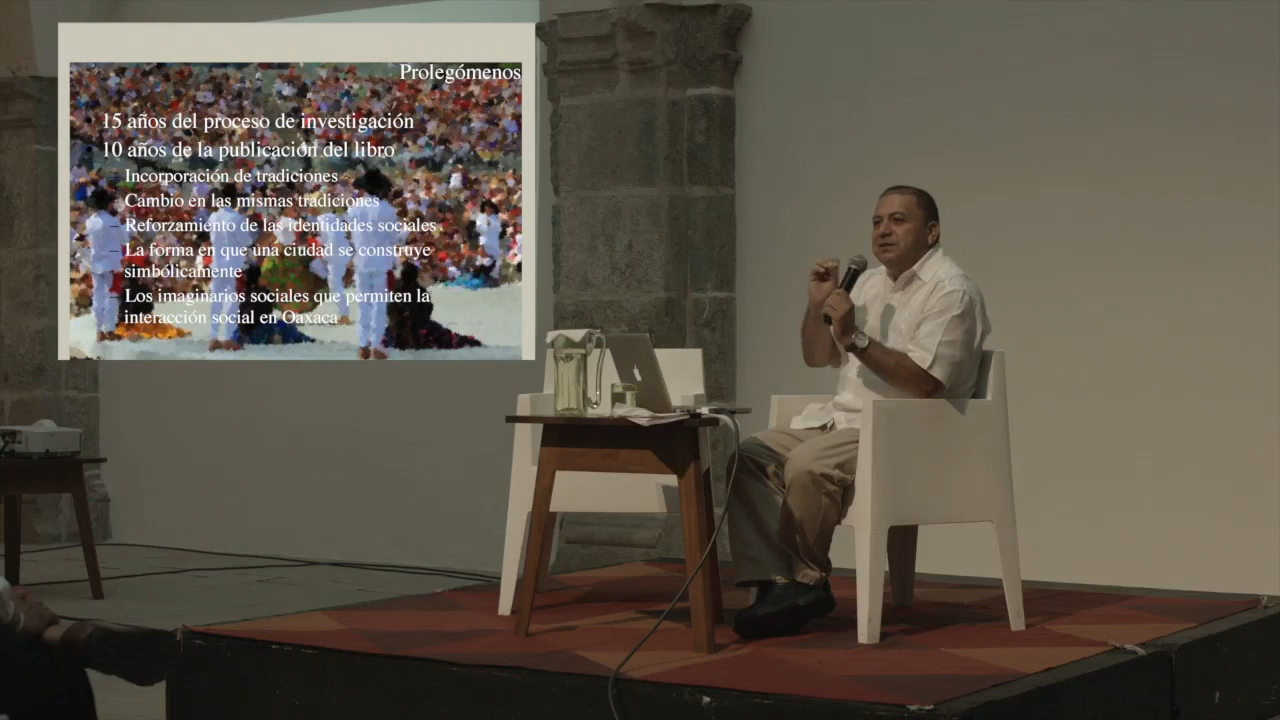 Prolegómenos
15 años del proceso de investigación
10 años de la publicación del libro
– Incorporación de tradiciones
Cambio en las mismas tradiciones
– Reforzamiento de las identidades sociales
– La forma en que una ciudad se construye
simbólicamente
– Los imaginarios sociales que permiten la
interacción social en Oaxaca